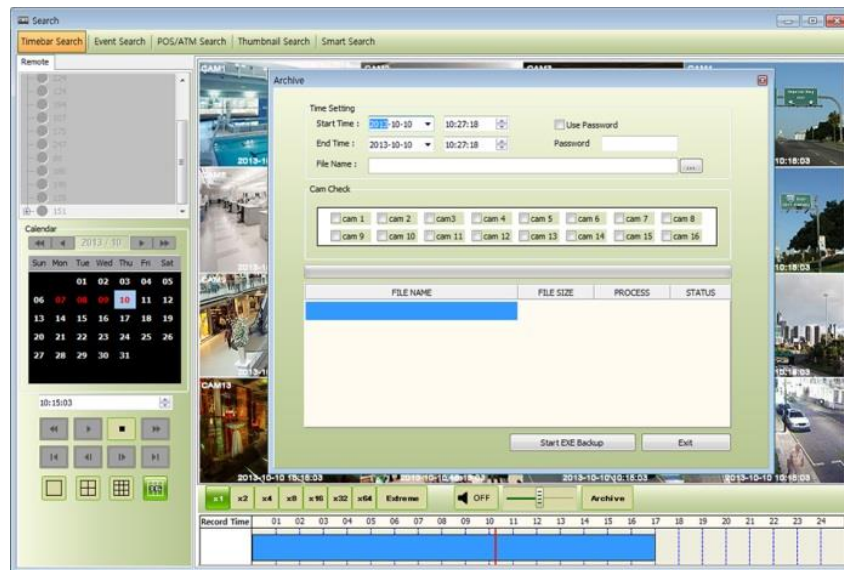 Search
Timebar Search Event Search POS/ATM Search Thumbnail Search Smart Search
Remote
151
Calendar
2013 / 10
Sun Mon Tue Wed Thu Fri Sat
01 02 03 04 05
06 07 08 09 10 11 12
13 14 15 16 17 18 19
20 21 22 23 24 25 26
27 28 29 30 31
10:15:03
Archive
Time Setting
Start Time : 2013-10-10 10:27:18 Use Password
End Time : 2013-10-10 10:27:18 Password
File Name : ...
Cam Check
cam 1 cam 2 cam3 cam 4 cam 5 cam 6 cam 7 cam 8
cam 9 cam 10 cam 11 cam 12 cam 13 cam 14 cam 15 cam 16
FILE NAME FILE SIZE PROCESS STATUS
Start EXE Backup Exit
CAM13
x1 x2 x4 x8 x16 x32 x64 Extreme OFF Archive
Record Time 01 02 03 04 05 06 07 08 09 10 11 12 13 14 15 16 17 18 19 20 21 22 23 24